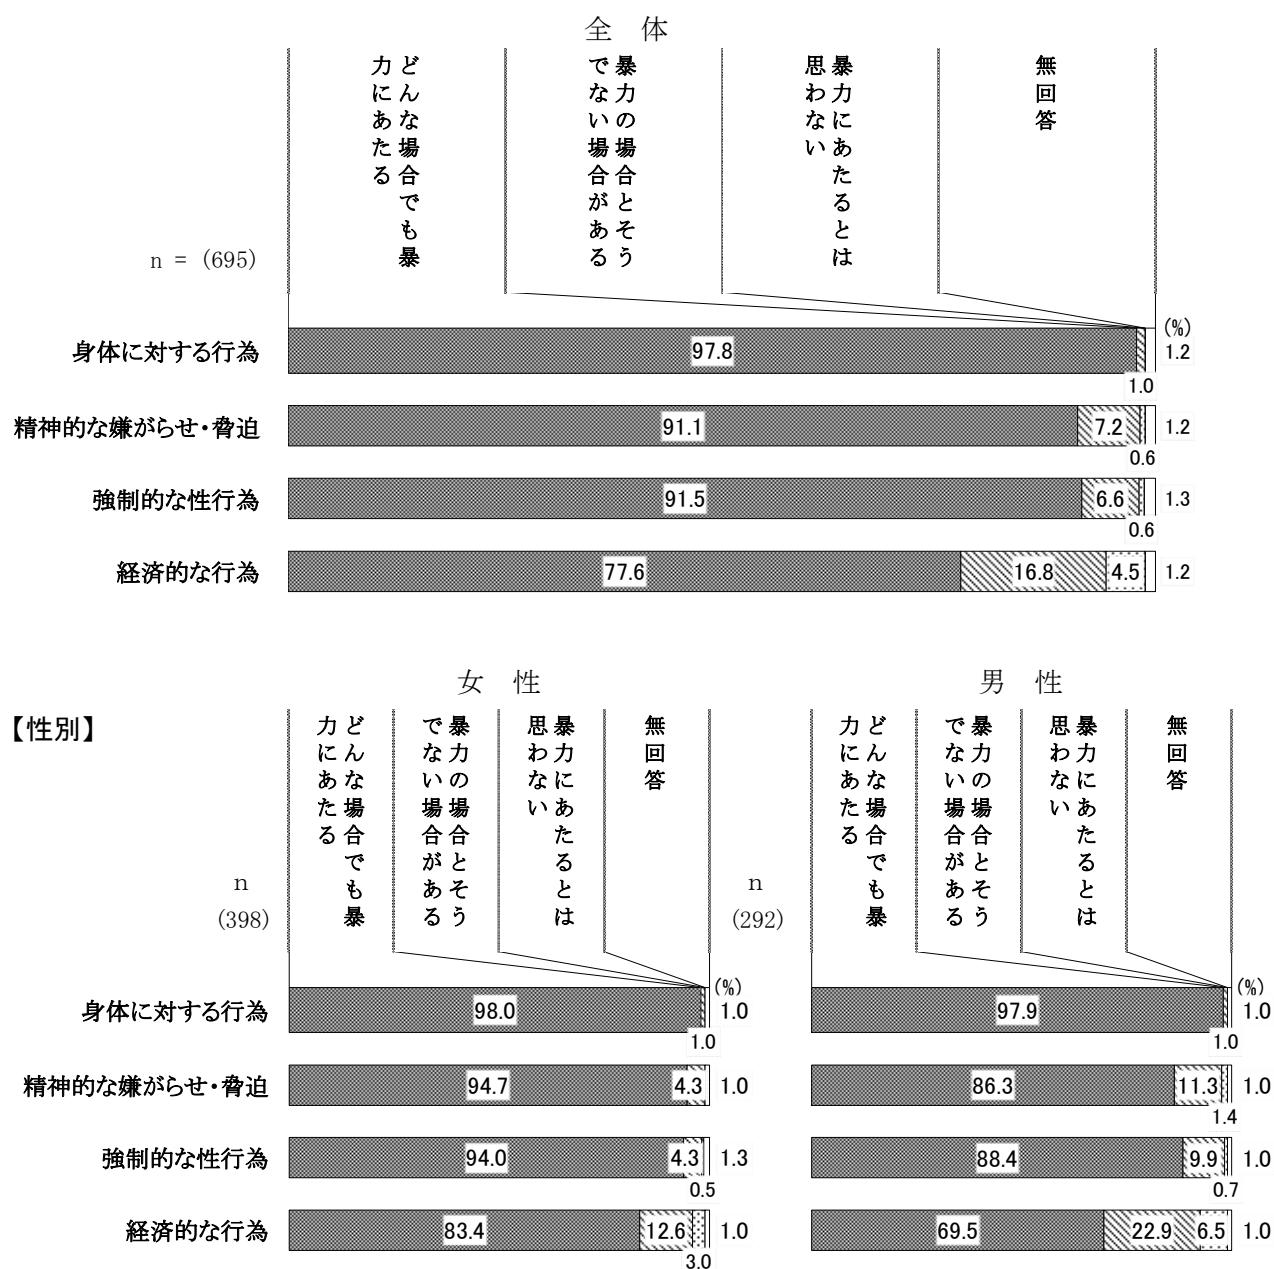 全 体
どんな場合でも暴
力にあたる
暴力の場合とそう
でない場合がある
暴力にあたるとは
思わない
無回答
n = (695)
(%)
身体に対する行為 97.8 1.2
1.0
精神的な嫌がらせ・脅迫 91.1 7.2 1.2
0.6
強制的な性行為 91.5 6.6 1.3
0.6
経済的な行為 77.6 16.8 4.5 1.2
【性別】
女 性
どんな場合でも暴
力にあたる
暴力の場合とそう
でない場合がある
暴力にあたるとは
思わない
無回答
n
(398)
男 性
どんな場合でも暴
力にあたる
暴力の場合とそう
でない場合がある
暴力にあたるとは
思わない
無回答
n
(292)
(%) (%)
身体に対する行為 98.0 1.0 97.9 1.0
1.0 1.0
精神的な嫌がらせ・脅迫 94.7 4.3 1.0 86.3 11.3 1.0
1.4
強制的な性行為 94.0 4.3 1.3 88.4 9.9 1.0
0.5 0.7
経済的な行為 83.4 12.6 1.0 69.5 22.9 6.5 1.0
3.0